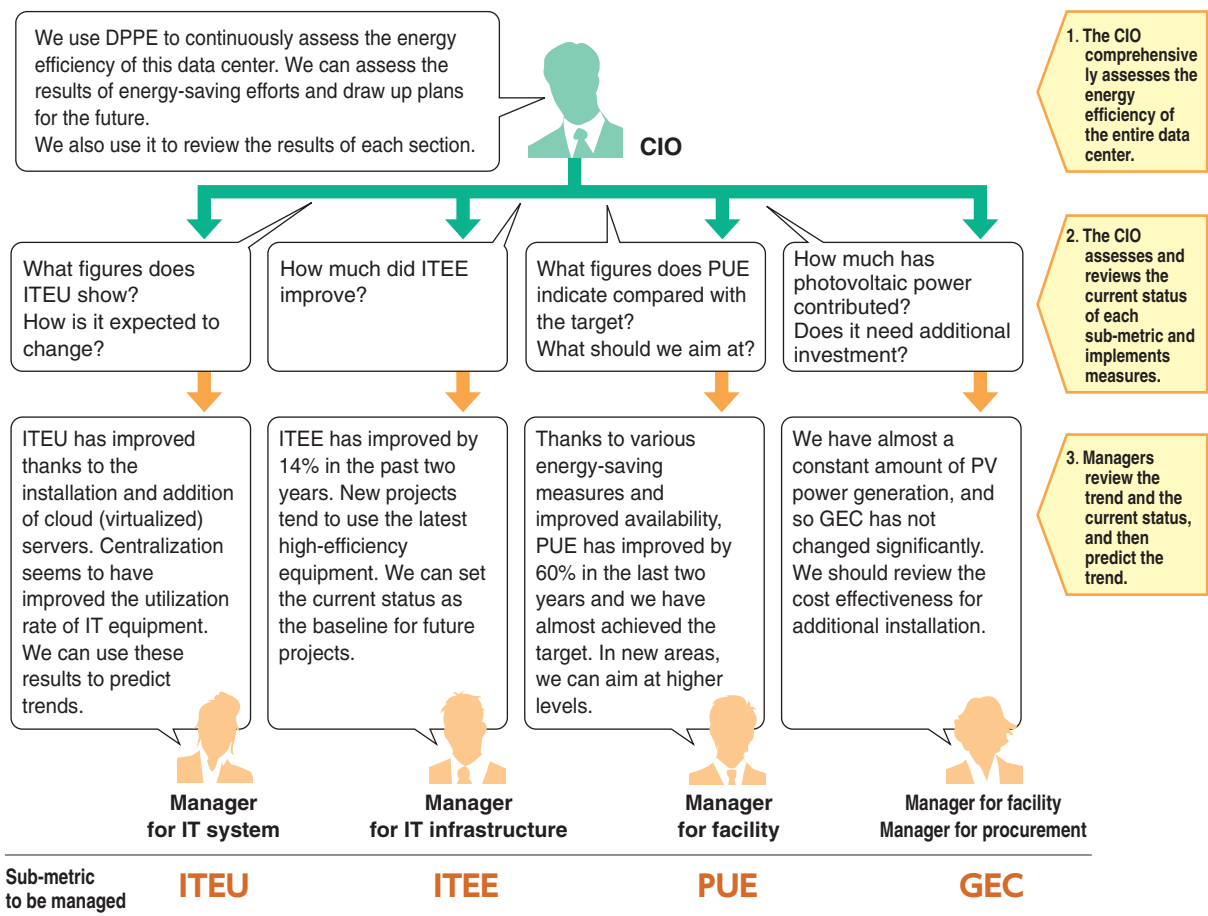 We use DPPE to continuously assess the energy
efficiency of this data center. We can assess the
results of energy-saving efforts and draw up plans
for the future.
We also use it to review the results of each section.
CIO
1. The CIO
comprehensive
ly assesses the
energy
efficiency of
the entire data
center.
What figures does
ITEU show?
How is it expected to
change?
How much did ITEE
improve?
What figures does PUE
indicate compared with
the target?
What should we aim at?
How much has
photovoltaic power
contributed?
Does it need additional
investment?
2. The CIO
assesses and
reviews the
current status
of each
sub-metric and
implements
measures.
ITEU has improved
thanks to the
installation and addition
of cloud (virtualized)
servers. Centralization
seems to have
improved the utilization
rate of IT equipment.
We can use these
results to predict
trends.
ITEE has improved by
14% in the past two
years. New projects
tend to use the latest
high-efficiency
equipment. We can set
the current status as
the baseline for future
projects.
Thanks to various
energy-saving
measures and
improved availability,
PUE has improved by
60% in the last two
years and we have
almost achieved the
target. In new areas,
we can aim at higher
levels.
We have almost a
constant amount of PV
power generation, and
so GEC has not
changed significantly.
We should review the
cost effectiveness for
additional installation.
3. Managers
review the
trend and the
current status,
and then
predict the
trend.
Manager
for IT system
Manager
for IT infrastructure
Manager
for facility
Manager for facility
Manager for procurement
Sub-metric
to be managed
ITEU
ITEE
PUE
GEC